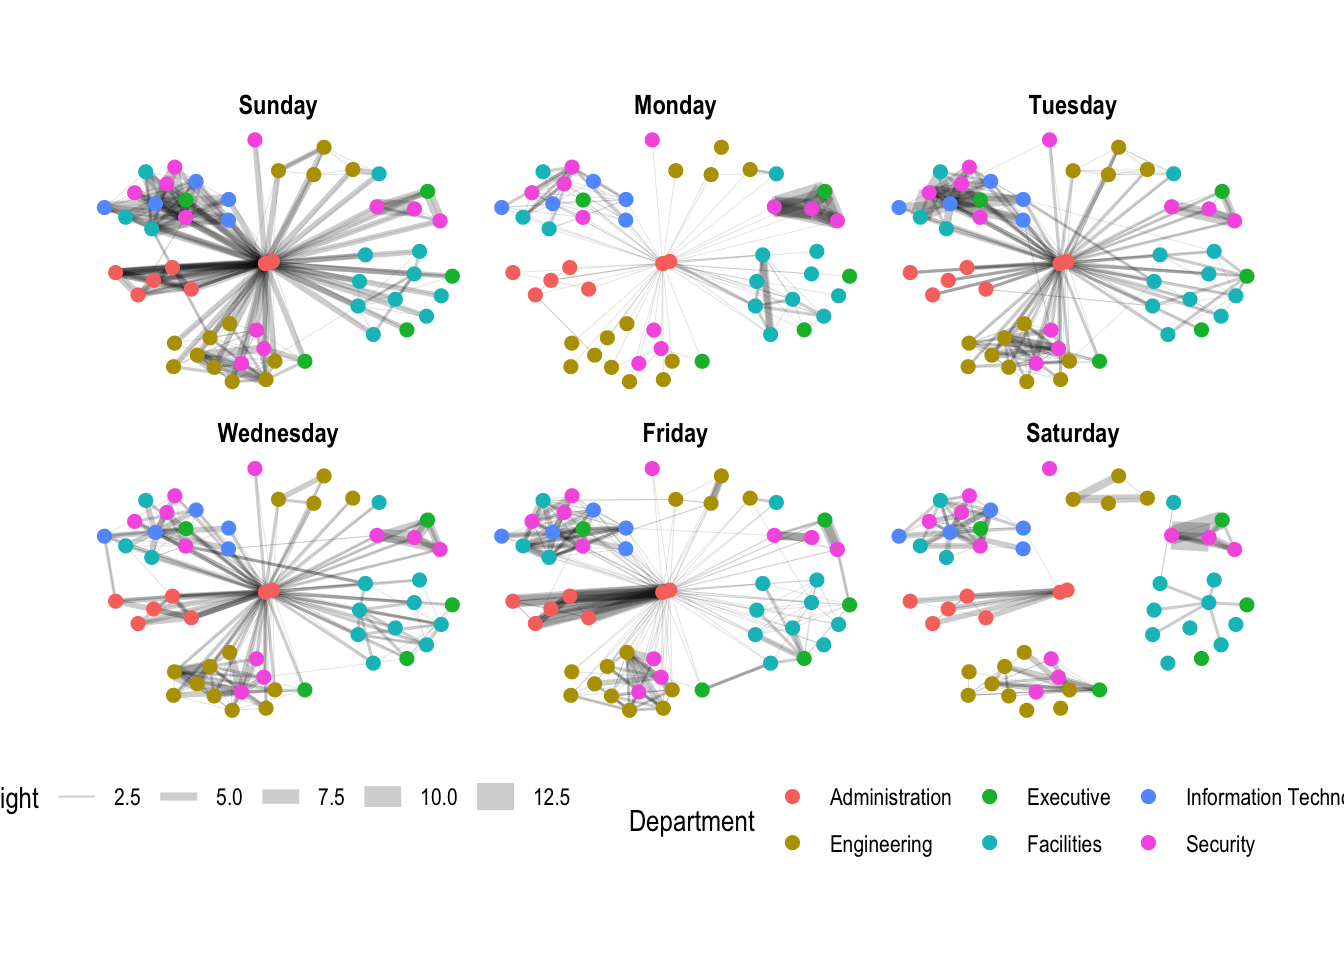 Sunday Monday Tuesday
Wednesday Friday Saturday
ight 2.5 5.0 7.5 10.0 12.5
Department
Administration Executive Information Techno
Engineering Facilities Security